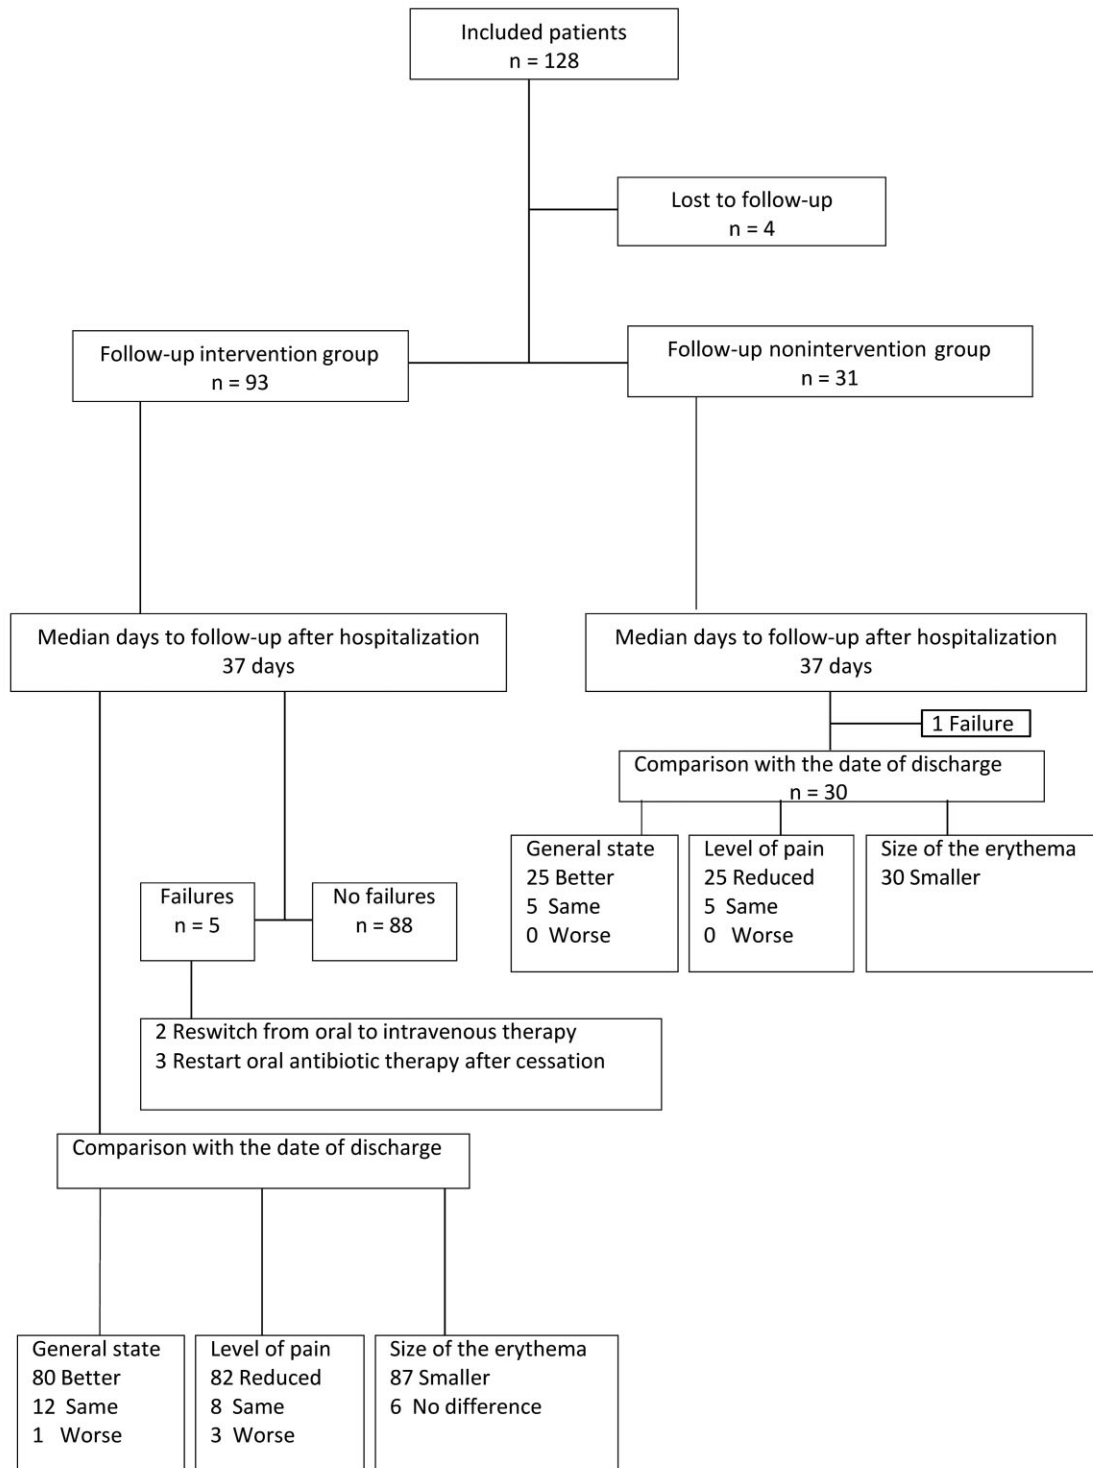 Included patients
n = 128
Lost to follow-up
n = 4
Follow-up intervention group
n = 93
Follow-up nonintervention group
n = 31
Median days to follow-up after hospitalization
37 days
Median days to follow-up after hospitalization
37 days
1 Failure
Comparison with the date of discharge
n = 30
General state
25 Better
5 Same
0 Worse
Level of pain
25 Reduced
5 Same
0 Worse
Size of the erythema
30 Smaller
Failures
n = 5
No failures
n = 88
2 Reswitch from oral to intravenous therapy
3 Restart oral antibiotic therapy after cessation
Comparison with the date of discharge
General state
80 Better
12 Same
1 Worse
Level of pain
82 Reduced
8 Same
3 Worse
Size of the erythema
87 Smaller
6 No difference